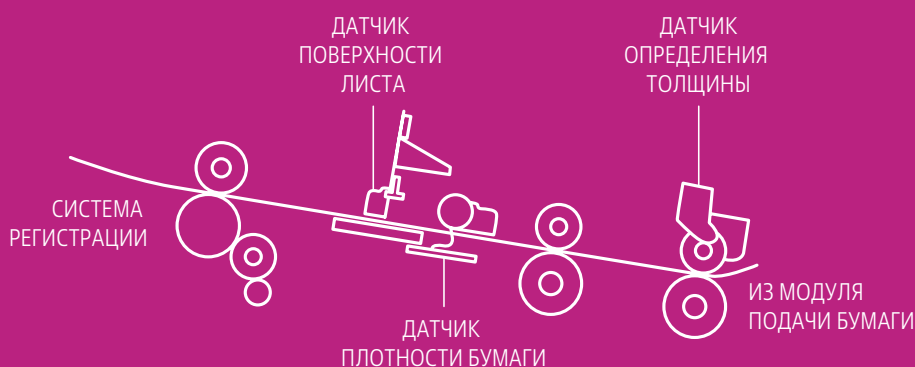 ДАТЧИК
ПОВЕРХНОСТИ
ЛИСТА
ДАТЧИК
ОПРЕДЕЛЕНИЯ
ТОЛЩИНЫ
СИСТЕМА
РЕГИСТРАЦИИ
ИЗ МОДУЛЯ
ПОДАЧИ БУМАГИ
ДАТЧИК
ПЛОТНОСТИ БУМАГИ